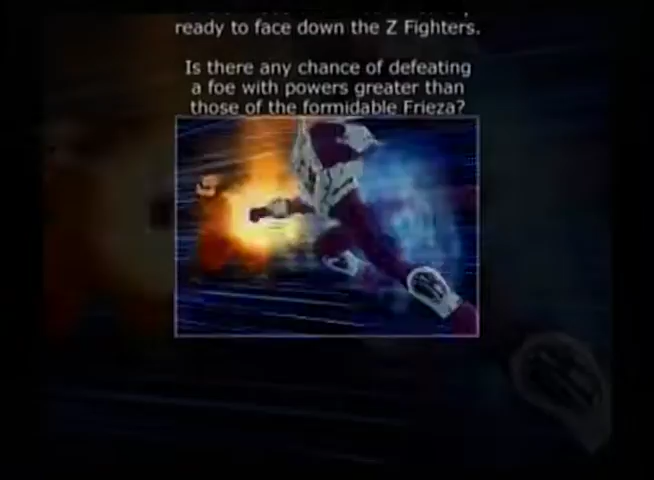 ready to face down the Z Fighters.
Is there any chance of defeating
a foe with powers greater than
those of the formidable Frieza?